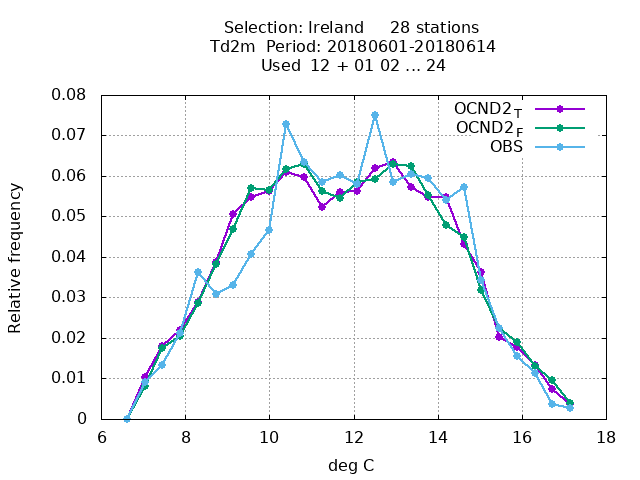 Selection: Ireland 28 stations
Td2m Period: 20180601-20180614
Used 12 + 01 02 ... 24
0.08
0.07
0.06
0.05
0.04
0.03
0.02
0.01
0
Relative frequency
OCND2T
OCND2F
OBS
6 8 10 12 14 16 18
deg C